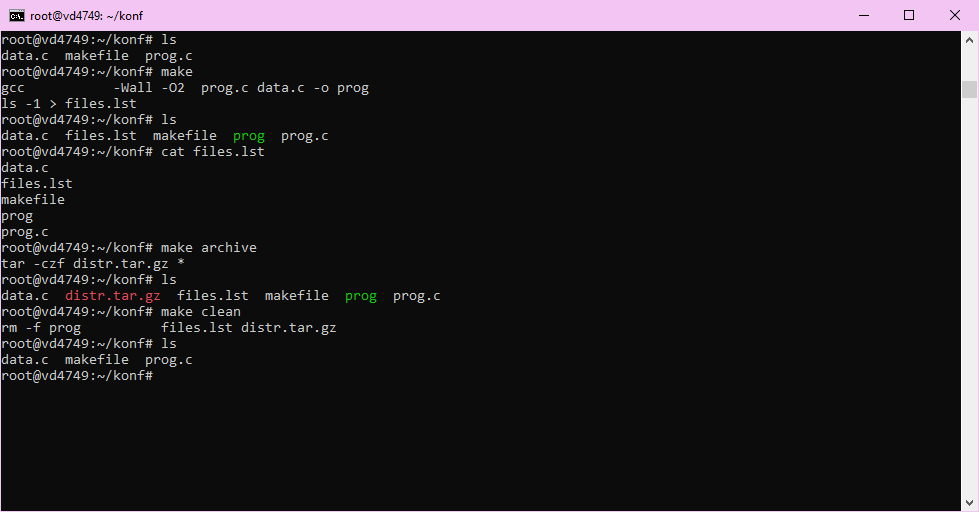 root@vd4749: ~/konf
root@vd4749:~/konf# ls
data.c  makefile  prog.c
root@vd4749:~/konf# make
gcc           -Wall -O2  prog.c data.c -o prog
ls -1 > files.lst
root@vd4749:~/konf# ls
data.c  files.lst  makefile  prog  prog.c
root@vd4749:~/konf# cat files.lst
data.c
files.lst
makefile
prog
prog.c
root@vd4749:~/konf# make archive
tar -czf distr.tar.gz *
root@vd4749:~/konf# ls
data.c  distr.tar.gz  files.lst  makefile  prog  prog.c
root@vd4749:~/konf# make clean
rm -f prog          files.lst distr.tar.gz
root@vd4749:~/konf# ls
data.c  makefile  prog.c
root@vd4749:~/konf#